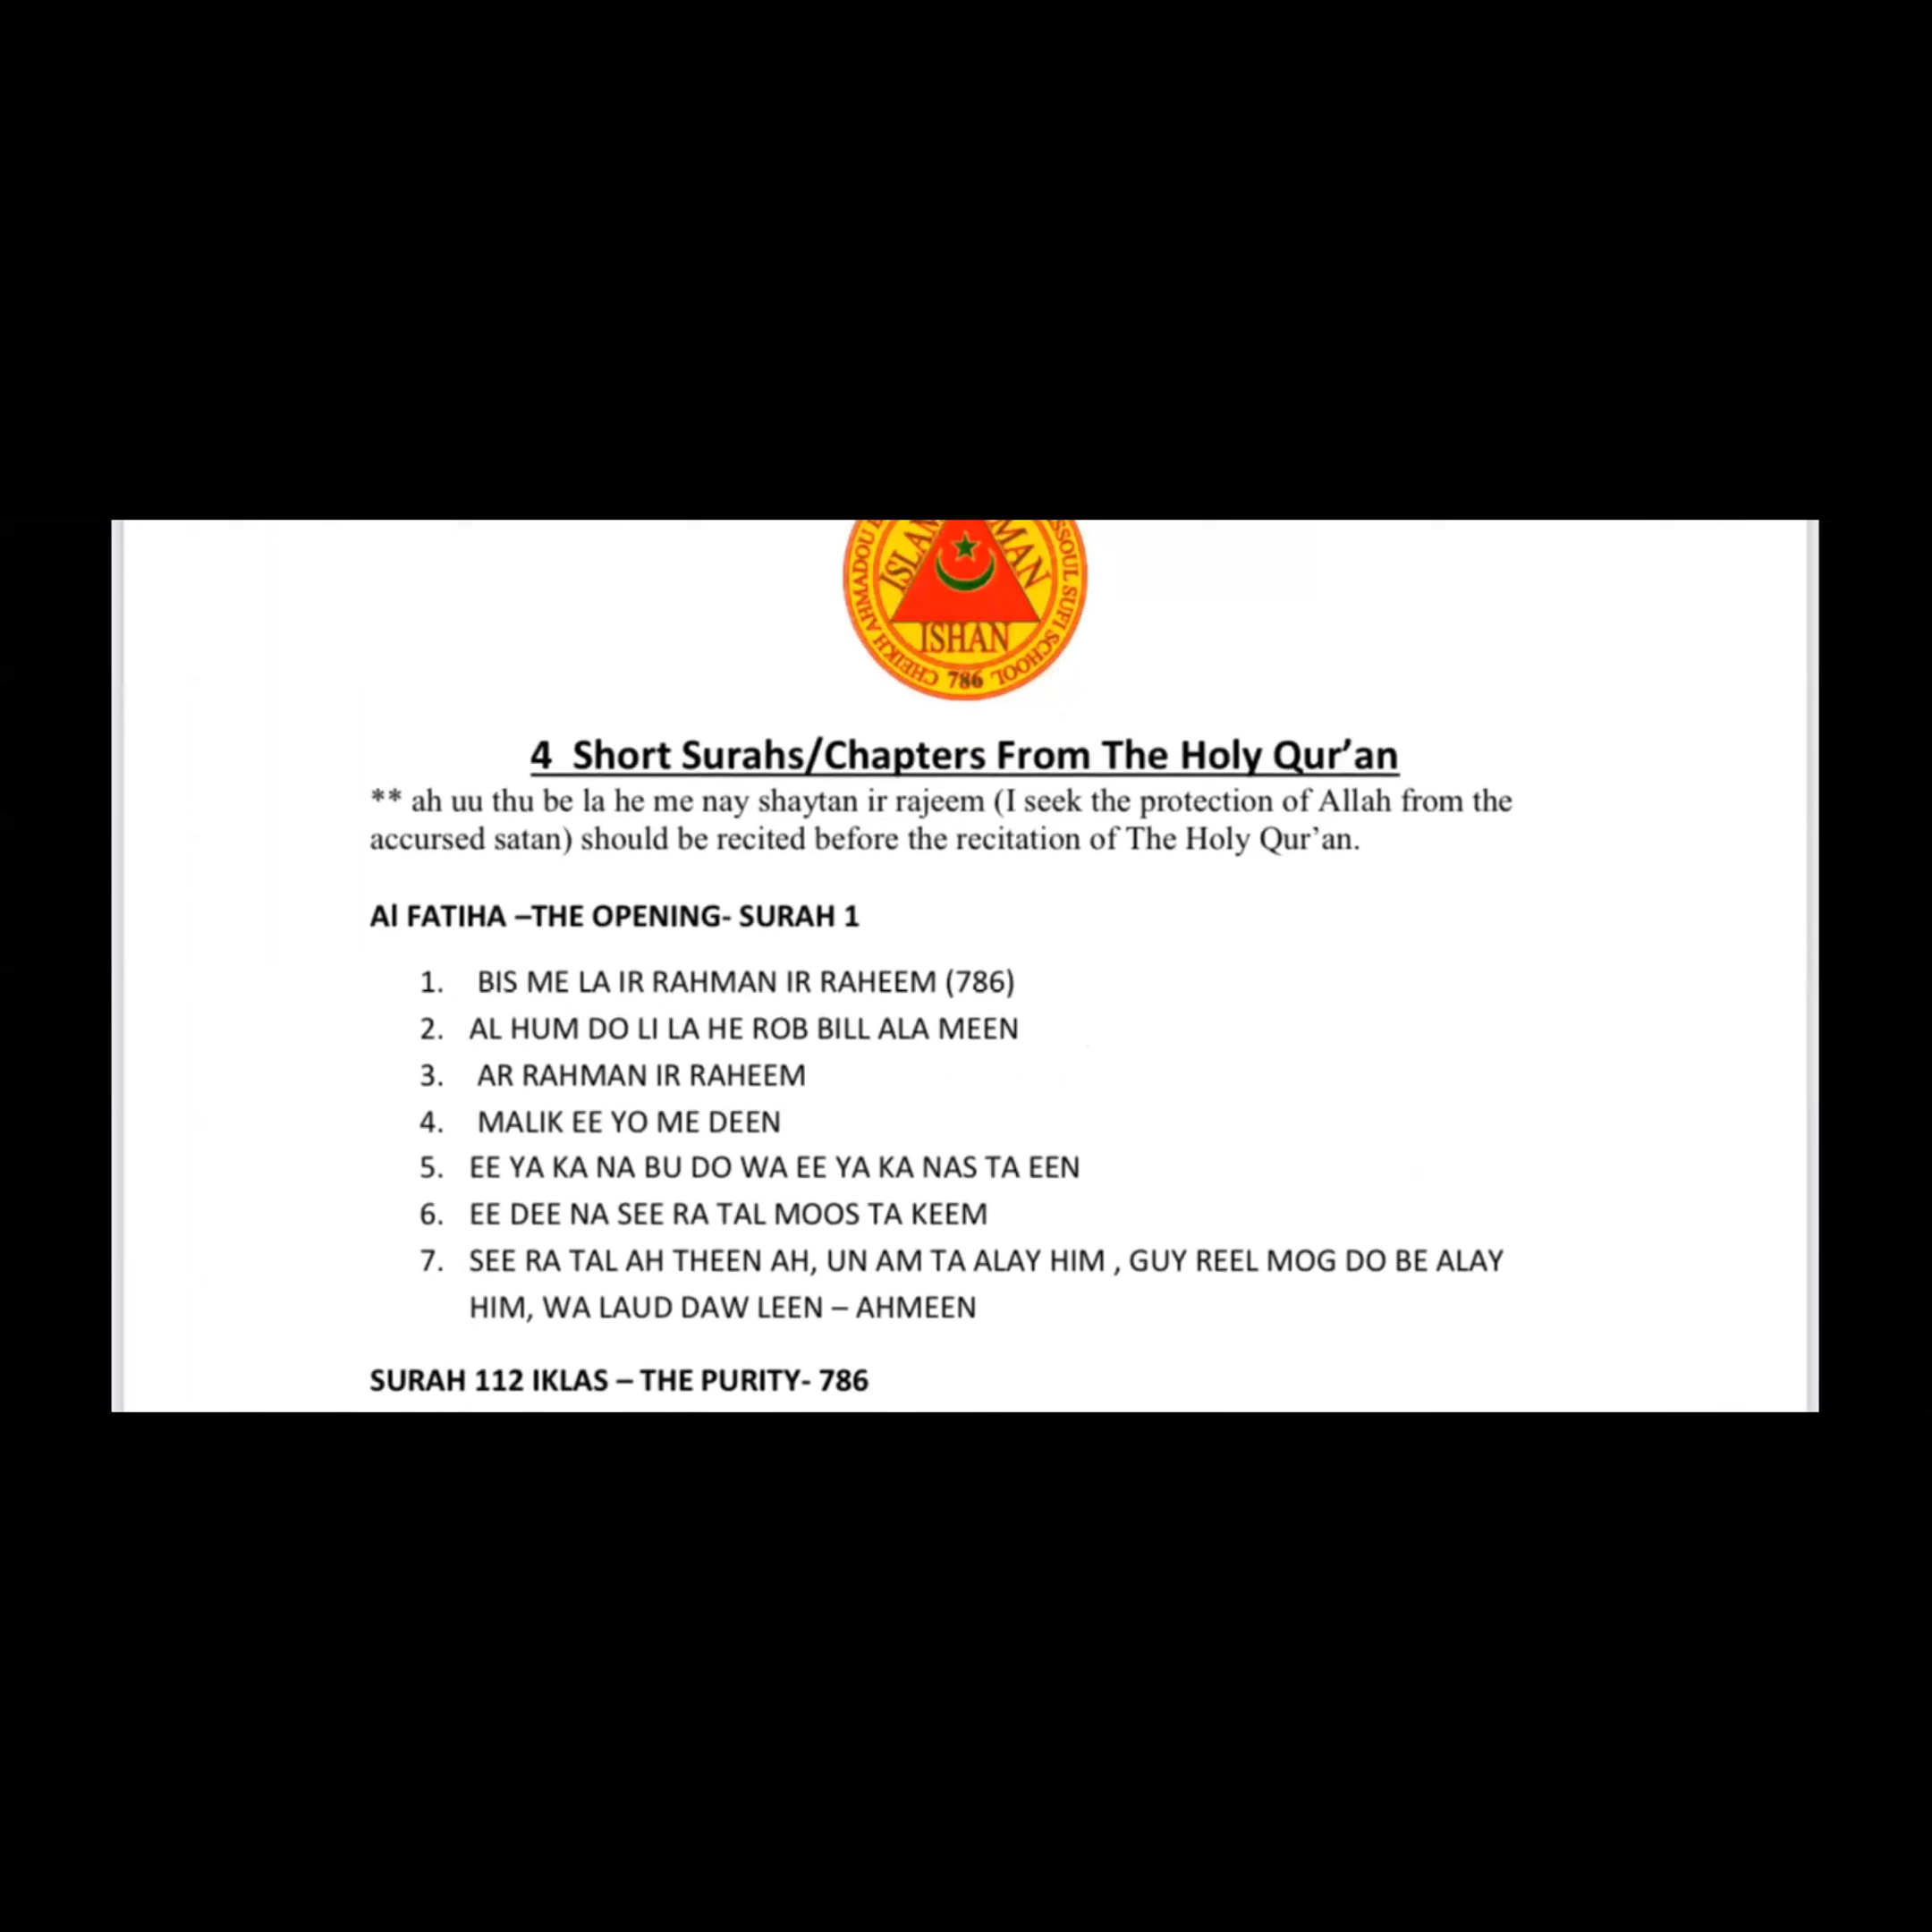 ISLAM
MAN
ISHAN
CHEIKH AHMADOU
SSOUL SUFI SCHOOL
786
4  Short Surahs/Chapters From The Holy Qur’an
** ah uu thu be la he me nay shaytan ir rajeem (I seek the protection of Allah from the
accursed satan) should be recited before the recitation of The Holy Qur’an.
Al FATIHA –THE OPENING- SURAH 1
1. BIS ME LA IR RAHMAN IR RAHEEM (786)
2. AL HUM DO LI LA HE ROB BILL ALA MEEN
3. AR RAHMAN IR RAHEEM
4. MALIK EE YO ME DEEN
5. EE YA KA NA BU DO WA EE YA KA NAS TA EEN
6. EE DEE NA SEE RA TAL MOOS TA KEEM
7. SEE RA TAL AH THEEN AH, UN AM TA ALAY HIM , GUY REEL MOG DO BE ALAY
HIM, WA LAUD DAW LEEN – AHMEEN
SURAH 112 IKLAS – THE PURITY- 786